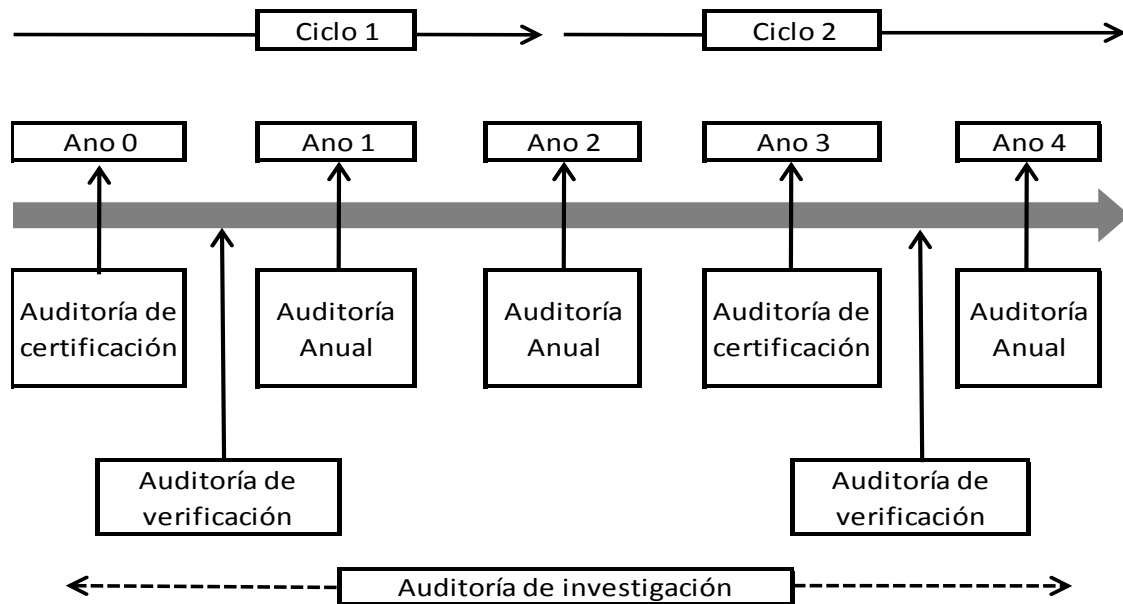 Ciclo 1
Ciclo 2
Ano 0
Ano 1
Ano 2
Ano 3
Ano 4
Auditoría de
certificación
Auditoría
Anual
Auditoría
Anual
Auditoría de
certificación
Auditoría
Anual
Auditoría de
verificación
Auditoría de
verificación
Auditoría de investigación